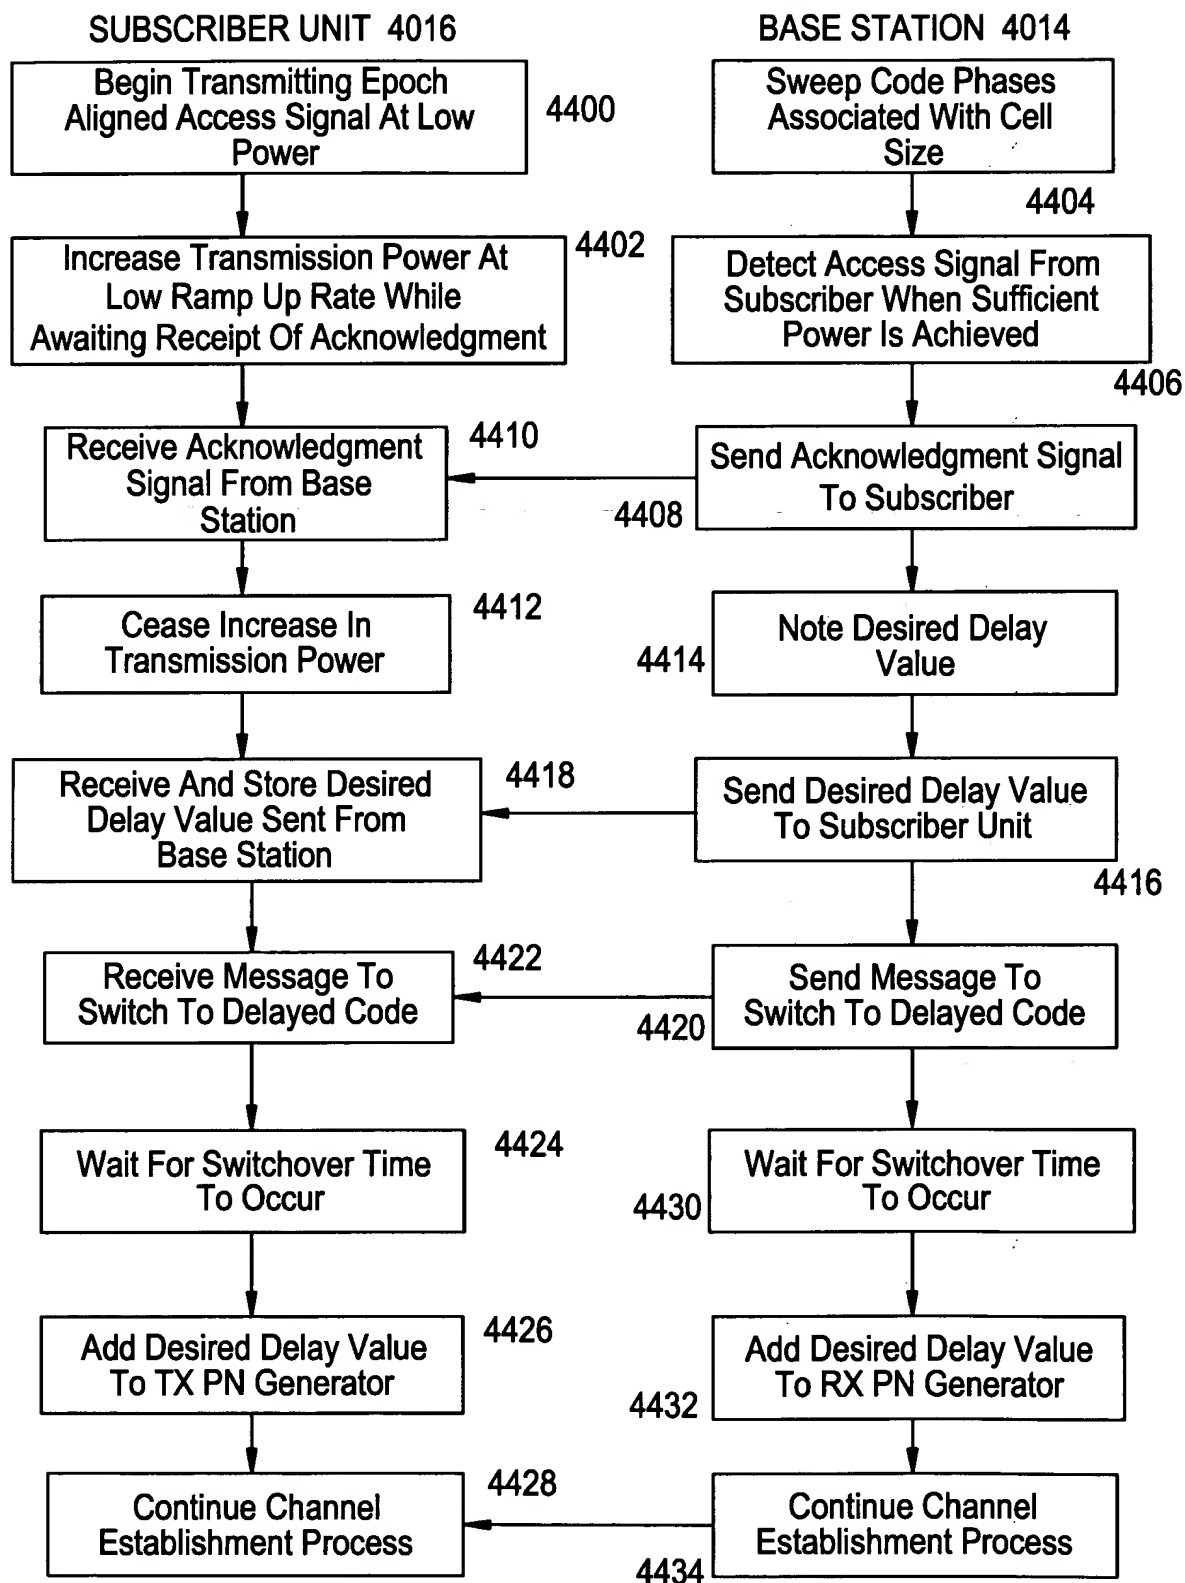 SUBSCRIBER UNIT 4016
BASE STATION 4014
Begin Transmitting Epoch
Aligned Access Signal At Low
Power
4400
Sweep Code Phases
Associated With Cell
Size
4404
Increase Transmission Power At
Low Ramp Up Rate While
Awaiting Receipt Of Acknowledgment
4402
Detect Access Signal From
Subscriber When Sufficient
Power Is Achieved
4406
Receive Acknowledgment
Signal From Base
Station
4410
Send Acknowledgment Signal
To Subscriber
4408
Cease Increase In
Transmission Power
4412
Note Desired Delay
Value
4414
Receive And Store Desired
Delay Value Sent From
Base Station
4418
Send Desired Delay Value
To Subscriber Unit
4416
Receive Message To
Switch To Delayed Code
4422
Send Message To
Switch To Delayed Code
4420
Wait For Switchover Time
To Occur
4424
Wait For Switchover Time
To Occur
4430
Add Desired Delay Value
To TX PN Generator
4426
Add Desired Delay Value
To RX PN Generator
4432
Continue Channel
Establishment Process
4428
Continue Channel
Establishment Process
4434